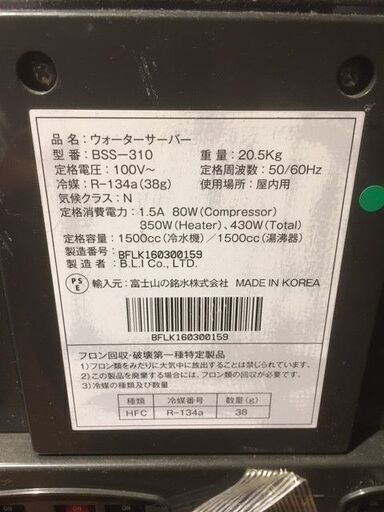 品 名：ウォーターサーバー
型 番：BSS−310 重 量：20.5Kg
定格電圧：100V～ 定格周波数：50/60Hz
冷媒：R-134a(38g) 使用場所：屋内用
気候クラス：N
定格消費電力：1.5A 80W(Compressor)
350W(Heater), 430W(Total)
定格容量：1500cc(冷水機)／1500cc(湯沸器)
製造番号：BFLK160300159
製 造 者：B.L.I Co., LTD.
PS
E
輸入元：富士山の銘水株式会社 MADE IN KOREA
BFLK160300159
フロン回収・破壊第一種特定製品
1)フロン類をみだりに大気中に放出することは禁じられています。
2)この製品を廃棄する場合には、フロン類の回収が必要です。
3)冷媒の種類及び数量
種類 冷媒番号 数量(g)
HFC R-134a 38
On On On